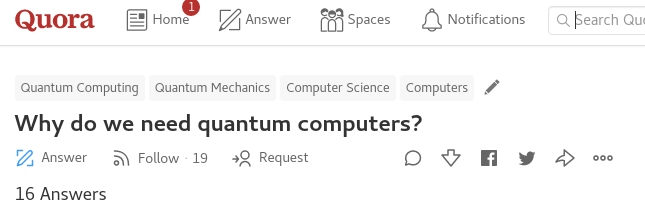 Quora Home 1 Answer Spaces Notifications Search Quo
Quantum Computing Quantum Mechanics Computer Science Computers
Why do we need quantum computers?
Answer Follow · 19 Request
16 Answers